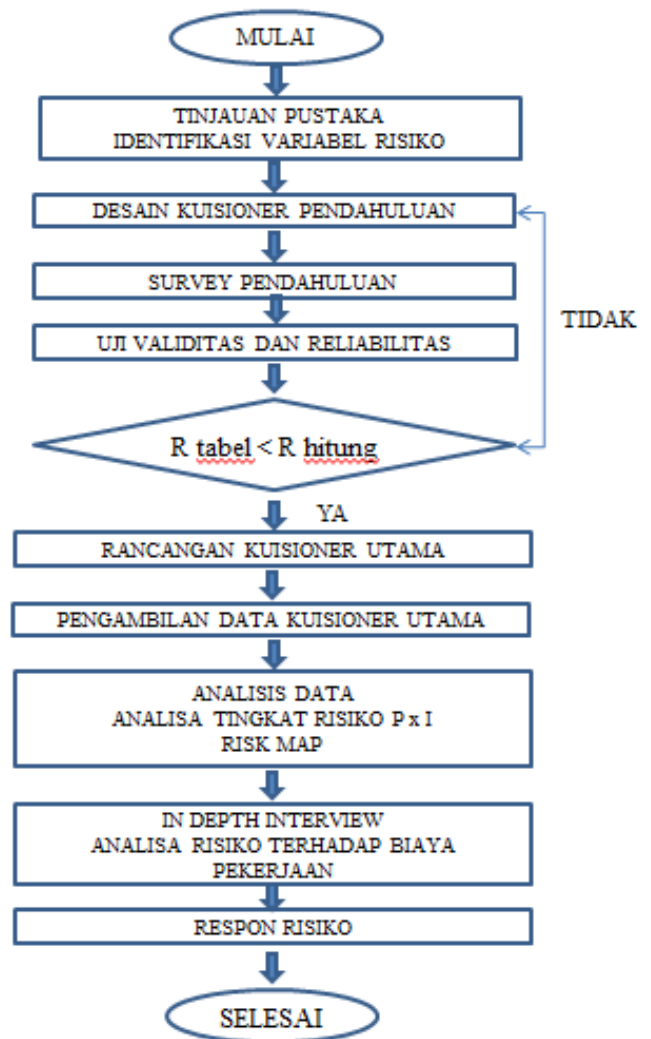 MULAI
TINJAUAN PUSTAKA
IDENTIFIKASI VARIABEL RISIKO
DESAIN KUISIONER PENDAHULUAN
SURVEY PENDAHULUAN
TIDAK
UJI VALIDITAS DAN RELIABILITAS
R tabel < R hitung
YA
RANCANGAN KUISIONER UTAMA
PENGAMBILAN DATA KUISIONER UTAMA
ANALISIS DATA
ANALISA TINGKAT RISIKO P x I
RISK MAP
IN DEPTH INTERVIEW
ANALISA RISIKO TERHADAP BIAYA
PEKERJAAN
RESPON RISIKO
SELESAI